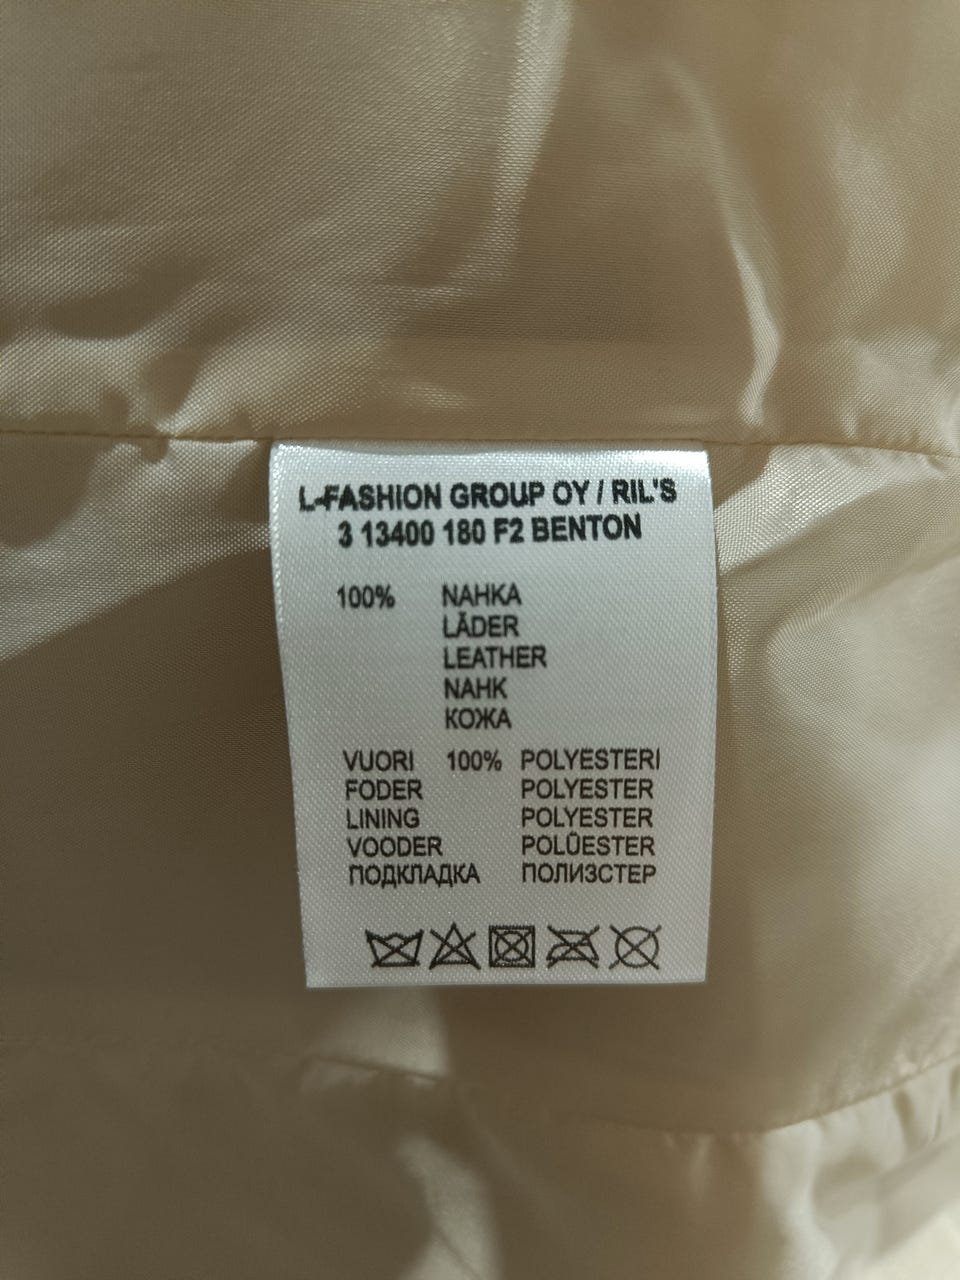 L-FASHION GROUP OY / RIL'S
3 13400 180 F2 BENTON
100% NAHKA
LÄDER
LEATHER
NAHK
КОЖА
VUORI 100% POLYESTERI
FODER POLYESTER
LINING POLYESTER
VOODER POLÜESTER
ПОДКЛАДКА ПОЛИЗСТЕР